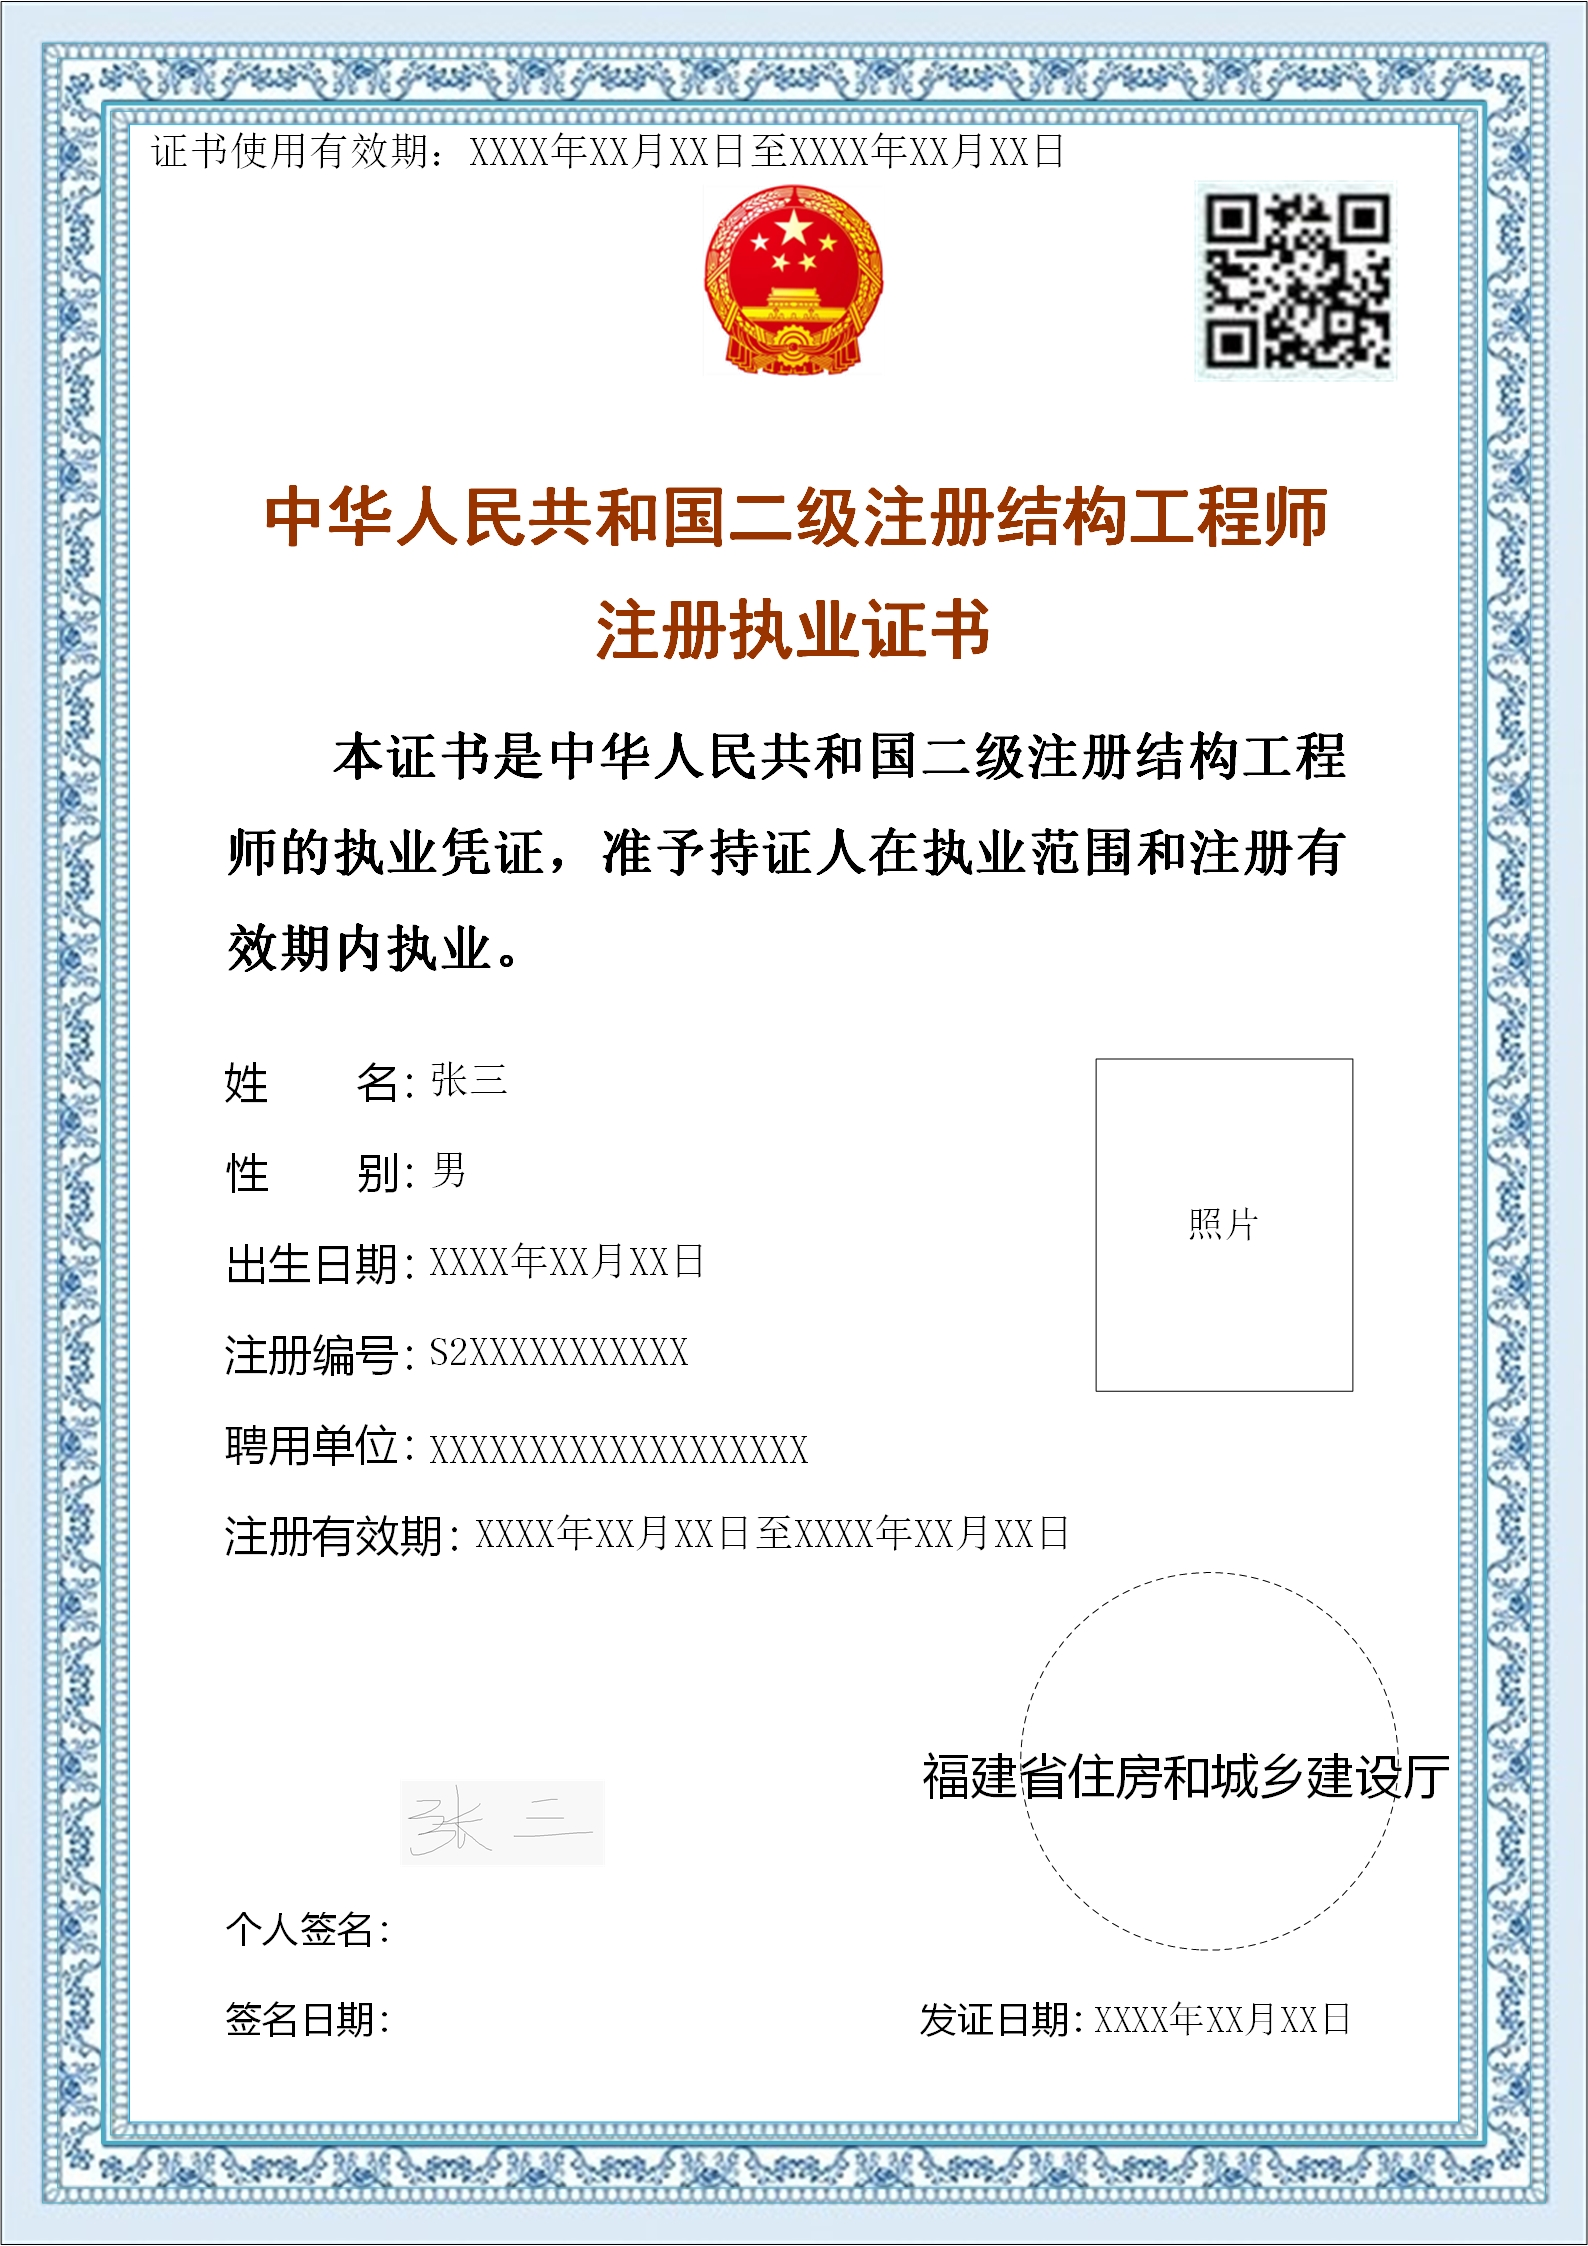 证书使用有效期：XXXX年XX月XX日至XXXX年XX月XX日
中华人民共和国二级注册结构工程师
注册执业证书
本证书是中华人民共和国二级注册结构工程
师的执业凭证，准予持证人在执业范围和注册有
效期内执业。
姓 名：张三
性 别：男
照片
出生日期：XXXX年XX月XX日
注册编号：S2XXXXXXXXXXX
聘用单位：XXXXXXXXXXXXXXXXXXX
注册有效期：XXXX年XX月XX日至XXXX年XX月XX日
福建省住房和城乡建设厅
张三
个人签名：
签名日期：
发证日期：XXXX年XX月XX日